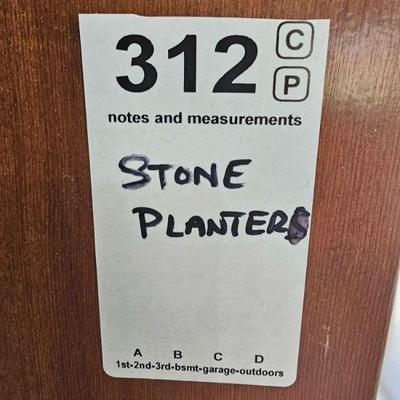 312 C
P
notes and measurements
STONE
PLANTERS
A B C D
1st-2nd-3rd-bsmt-garage-outdoors